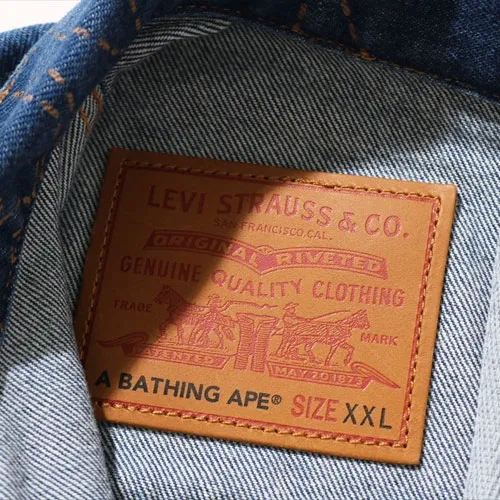 LEVI STRAUSS & CO.
SAN FRANCISCO, CAL.
ORIGINAL RIVETED
GENUINE QUALITY CLOTHING
TRADE MARK
PATENTED MAY 20 1873
A BATHING APE® SIZE XXL